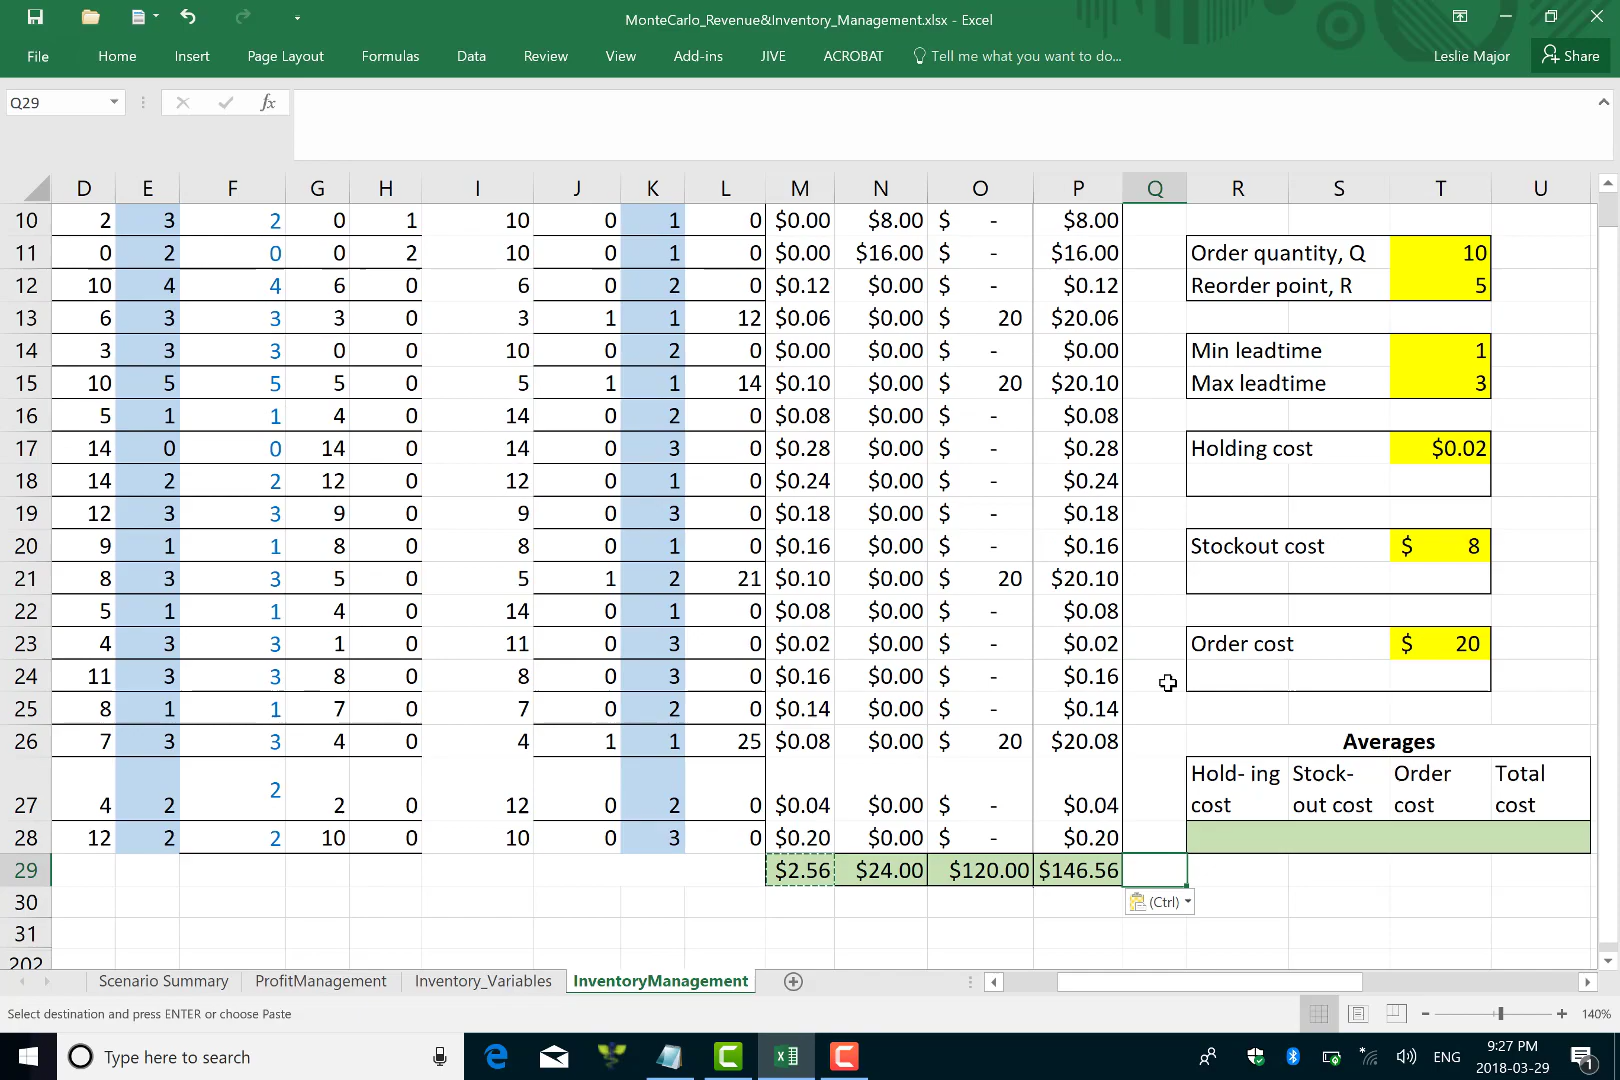 MonteCarlo_Revenue&Inventory_Management.xlsx - Excel
File Home Insert Page Layout Formulas Data Review View Add-ins JIVE ACROBAT Tell me what you want to do... Leslie Major Share
Q29 fx
D E F G H I J K L M N O P Q R S T U
10 2 3 2 0 1 10 0 1 0 $0.00 $8.00 $ - $8.00
11 0 2 0 0 2 10 0 1 0 $0.00 $16.00 $ - $16.00 Order quantity, Q 10
12 10 4 4 6 0 6 0 2 0 $0.12 $0.00 $ - $0.12 Reorder point, R 5
13 6 3 3 3 0 3 1 1 12 $0.06 $0.00 $ 20 $20.06
14 3 3 3 0 0 10 0 2 0 $0.00 $0.00 $ - $0.00 Min leadtime 1
15 10 5 5 5 0 5 1 1 14 $0.10 $0.00 $ 20 $20.10 Max leadtime 3
16 5 1 1 4 0 14 0 2 0 $0.08 $0.00 $ - $0.08
17 14 0 0 14 0 14 0 3 0 $0.28 $0.00 $ - $0.28 Holding cost $0.02
18 14 2 2 12 0 12 0 1 0 $0.24 $0.00 $ - $0.24
19 12 3 3 9 0 9 0 3 0 $0.18 $0.00 $ - $0.18
20 9 1 1 8 0 8 0 1 0 $0.16 $0.00 $ - $0.16 Stockout cost $ 8
21 8 3 3 5 0 5 1 2 21 $0.10 $0.00 $ 20 $20.10
22 5 1 1 4 0 14 0 1 0 $0.08 $0.00 $ - $0.08
23 4 3 3 1 0 11 0 3 0 $0.02 $0.00 $ - $0.02 Order cost $ 20
24 11 3 3 8 0 8 0 3 0 $0.16 $0.00 $ - $0.16
25 8 1 1 7 0 7 0 2 0 $0.14 $0.00 $ - $0.14
26 7 3 3 4 0 4 1 1 25 $0.08 $0.00 $ 20 $20.08 Averages
Hold- ing Stock- Order Total
27 4 2 2 2 0 12 0 2 0 $0.04 $0.00 $ - $0.04 cost out cost cost cost
28 12 2 2 10 0 10 0 3 0 $0.20 $0.00 $ - $0.20
29 $2.56 $24.00 $120.00 $146.56
30 (Ctrl)
31
202
Scenario Summary ProfitManagement Inventory_Variables InventoryManagement
Select destination and press ENTER or choose Paste 140%
Type here to search ENG 9:27 PM
2018-03-29 1